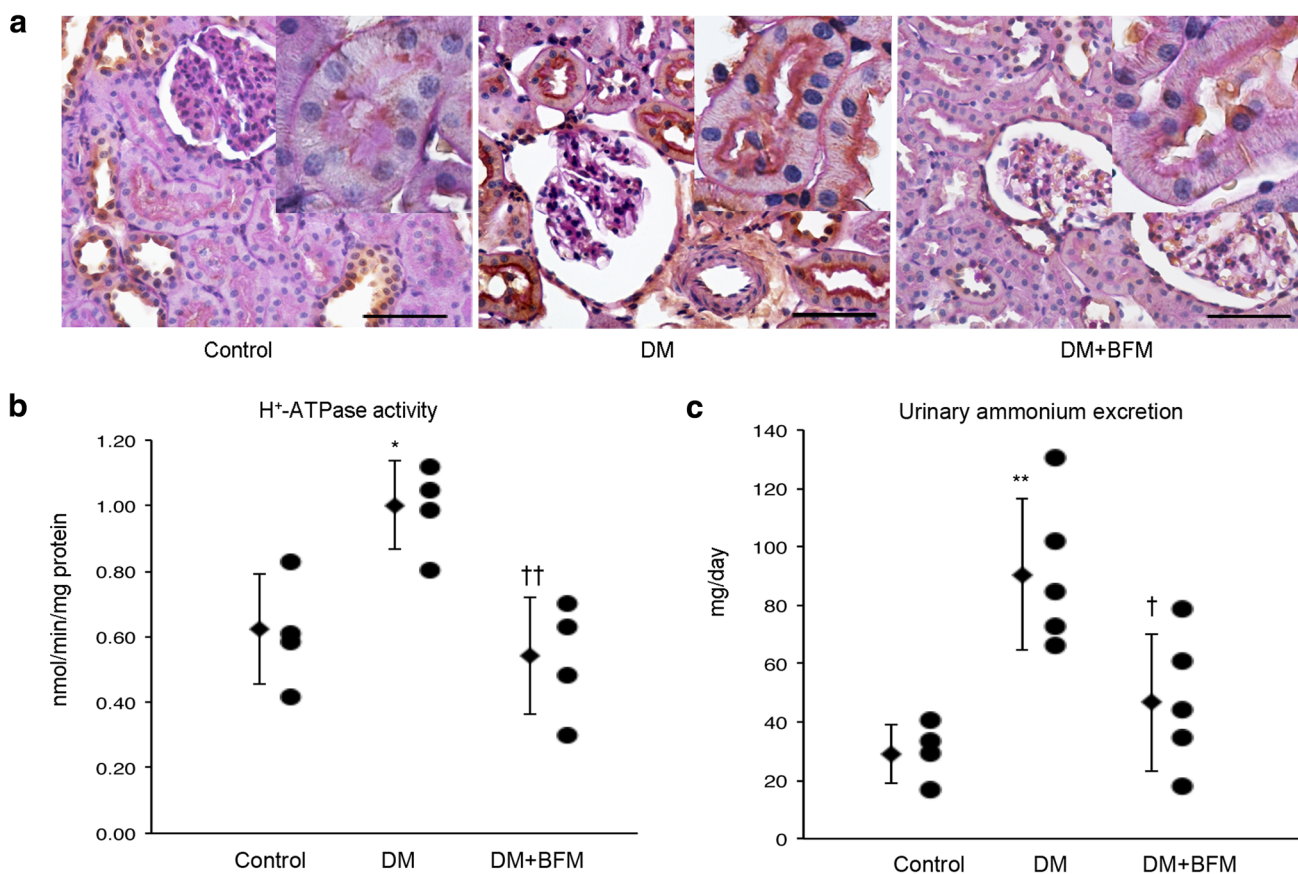 a
Control DM DM+BFM
b
H⁺-ATPase activity
nmol/min/mg protein
1.20
1.00
0.80
0.60
0.40
0.20
0.00
*
††
Control DM DM+BFM
c
Urinary ammonium excretion
mg/day
140
120
100
80
60
40
20
0
**
†
Control DM DM+BFM